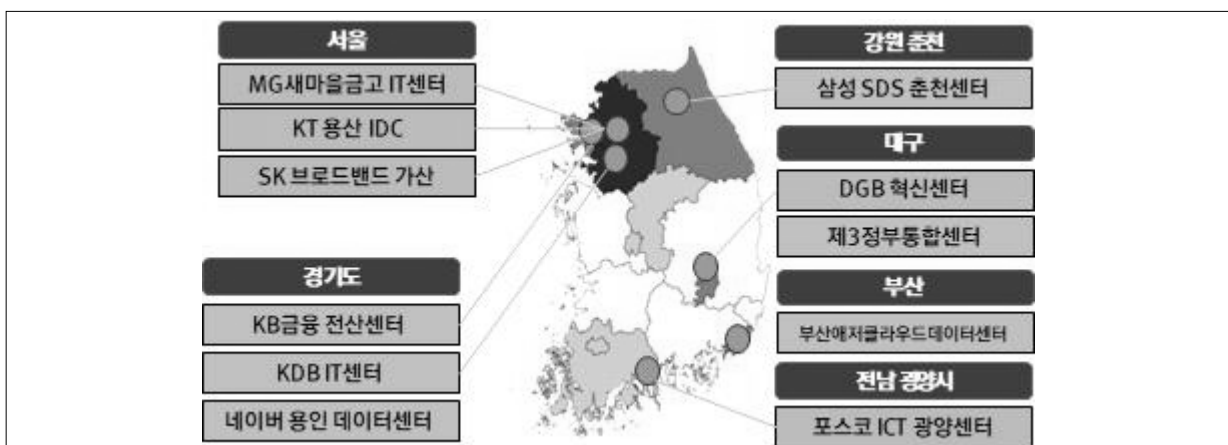 서울
MG새마을금고 IT센터
KT 용산 IDC
SK 브로드밴드 가산
경기도
KB금융 전산센터
KDB IT센터
네이버 용인 데이터센터
강원 춘천
삼성 SDS 춘천센터
대구
DGB 혁신센터
제3정부통합센터
부산
부산애저클라우드데이터센터
전남 광양시
포스코 ICT 광양센터